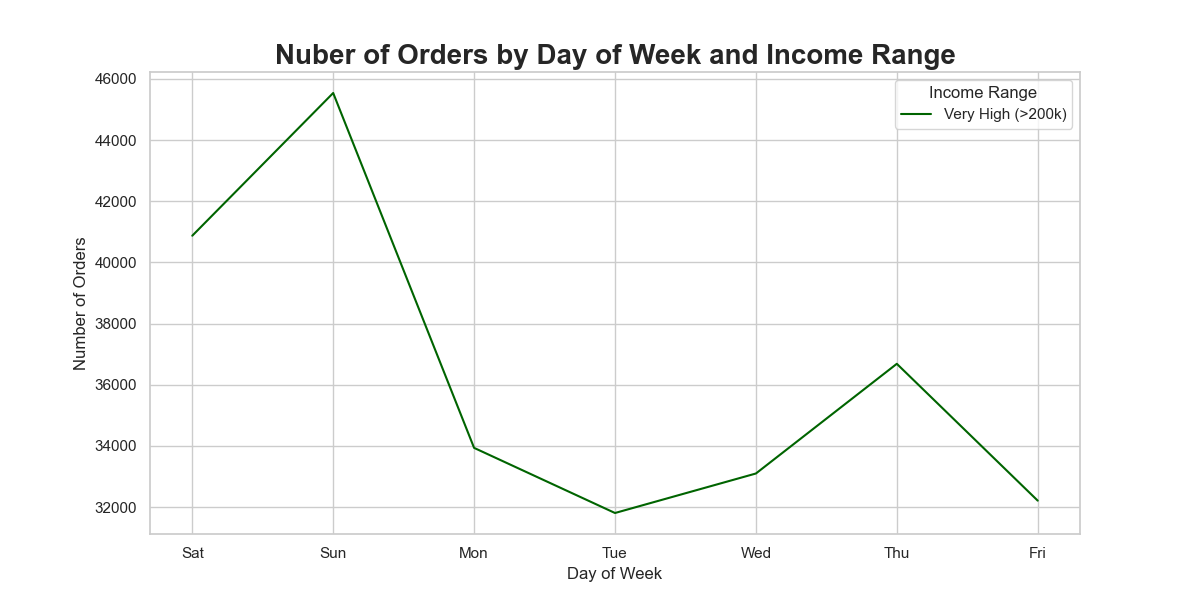 Nuber of Orders by Day of Week and Income Range
Income Range
Very High (>200k)
Number of Orders
46000
44000
42000
40000
38000
36000
34000
32000
Sat Sun Mon Tue Wed Thu Fri
Day of Week